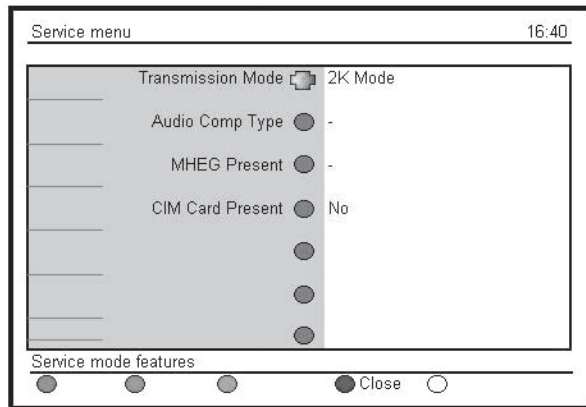 Service menu 16:40
Transmission Mode 2K Mode
Audio Comp Type -
MHEG Present -
CIM Card Present No
Service mode features
Close